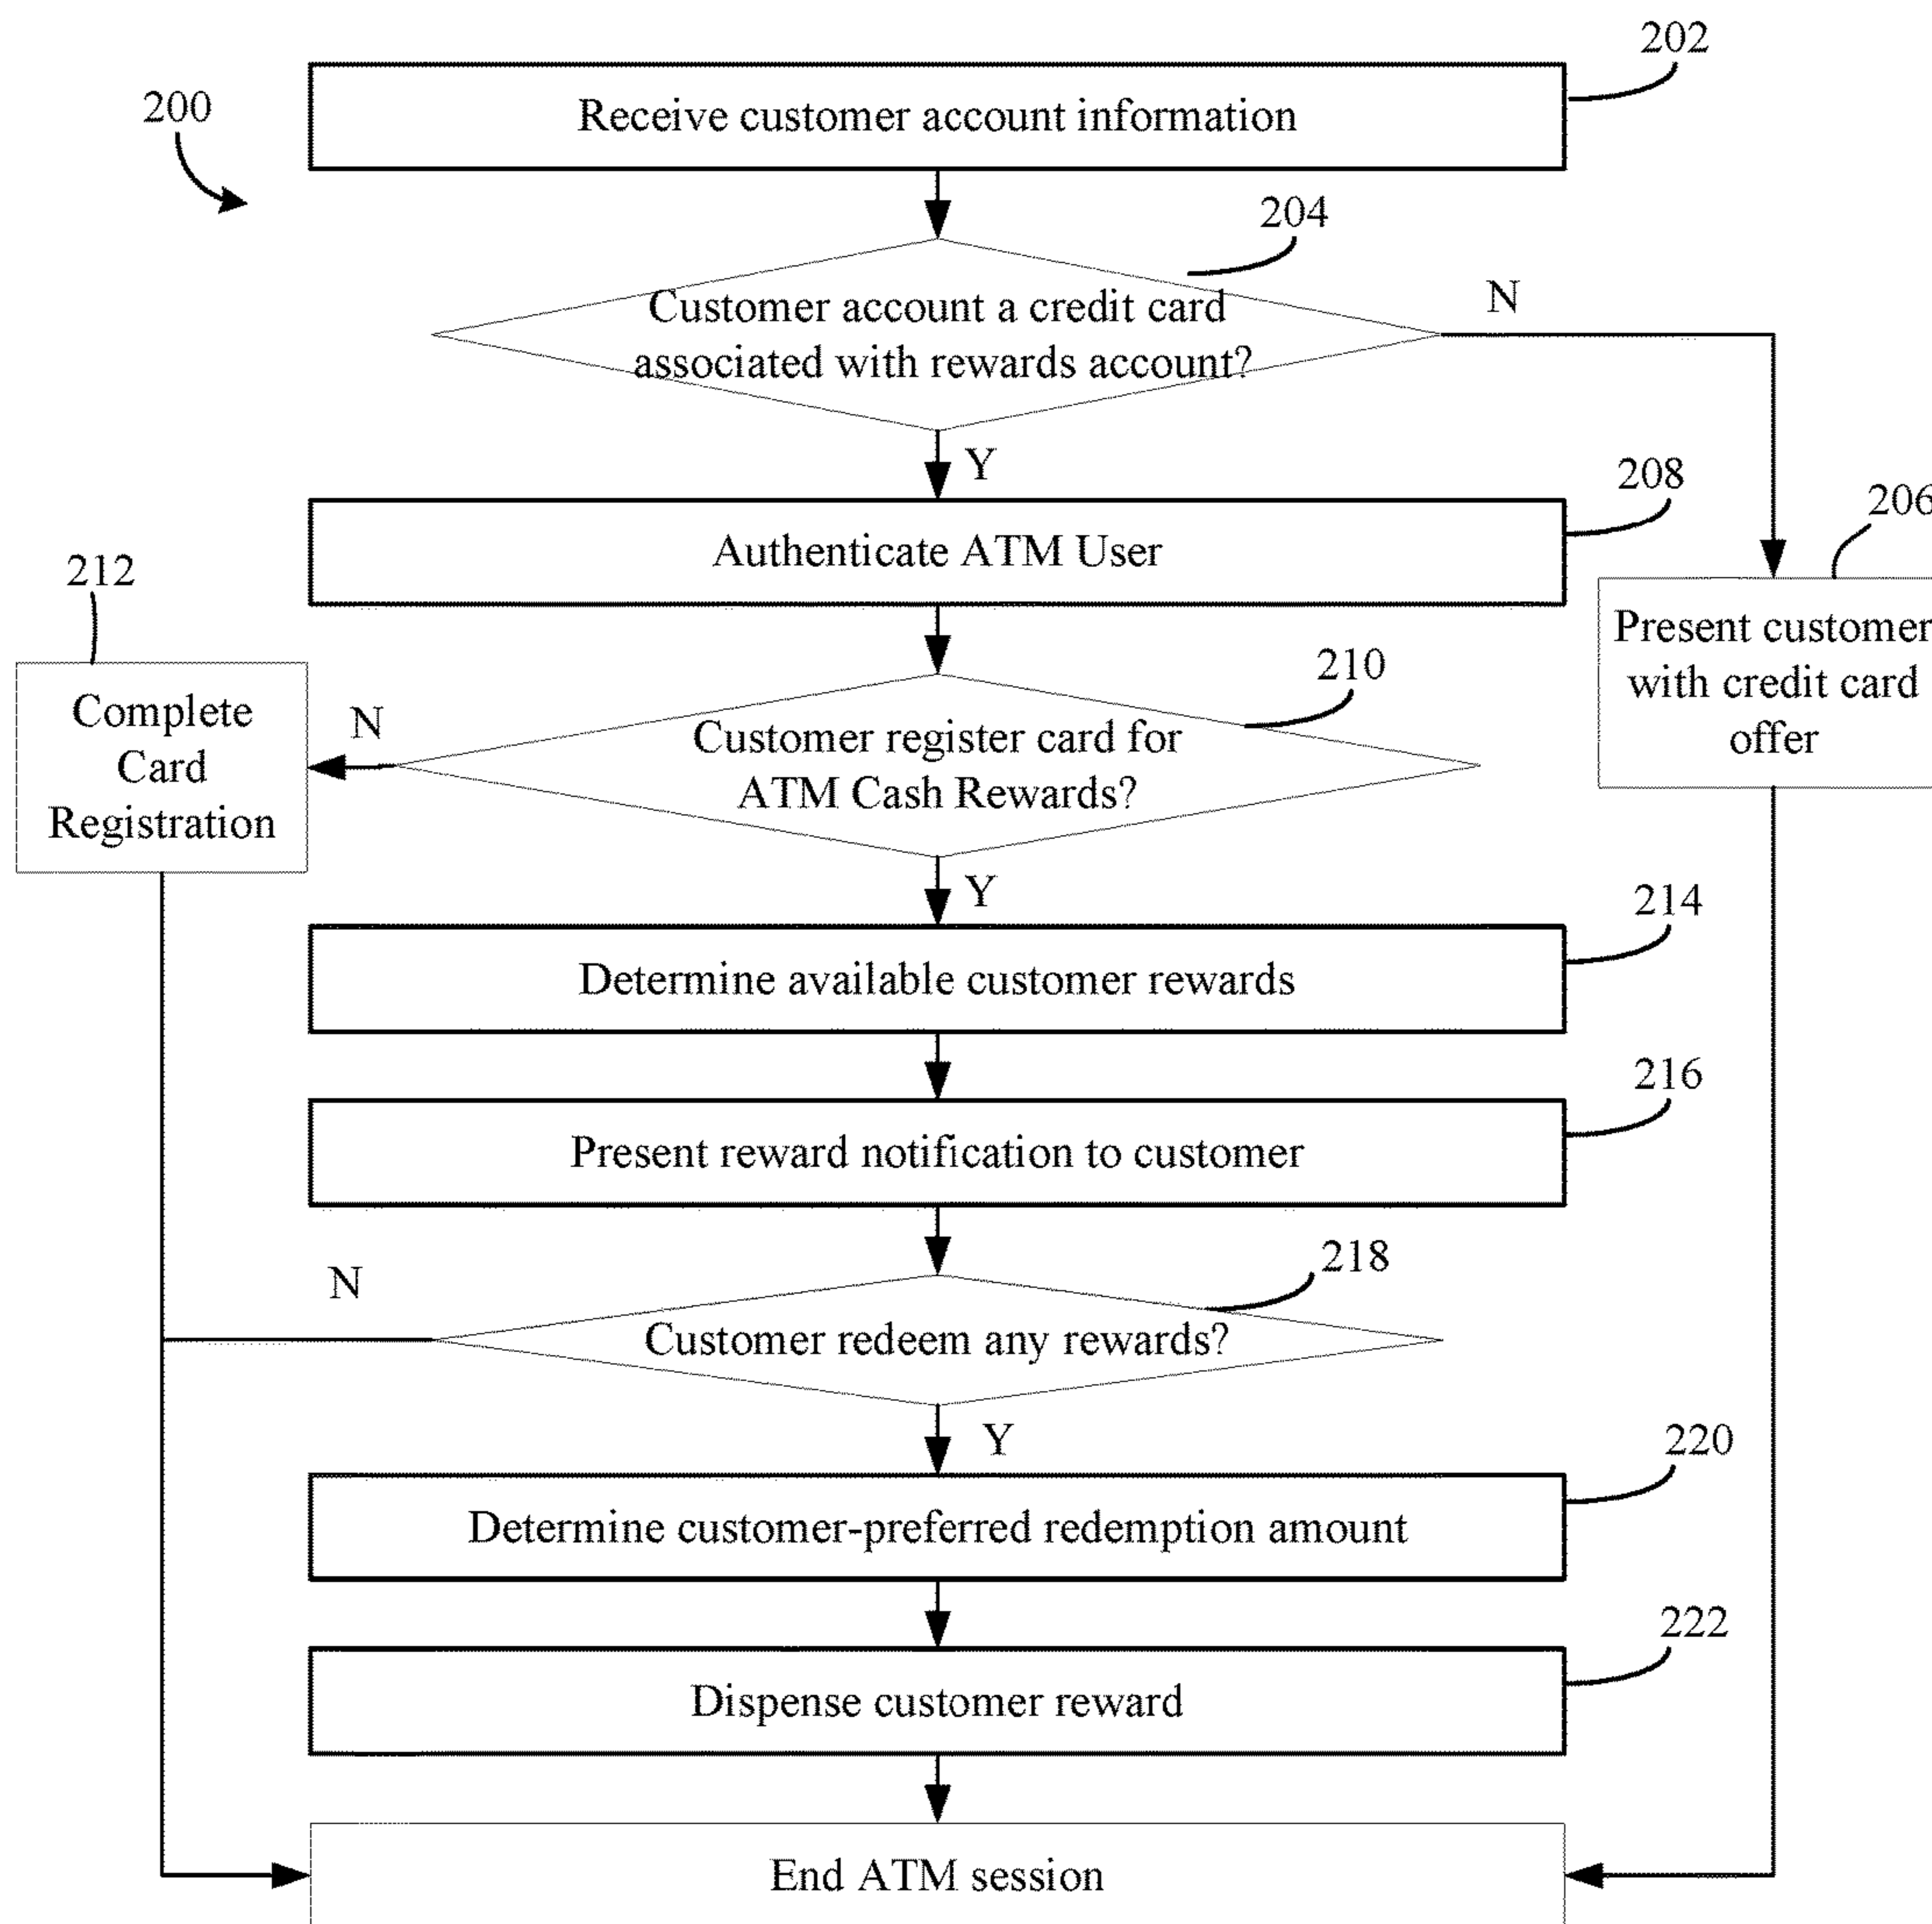 202
200
Receive customer account information
204
N
Customer account a credit card
associated with rewards account?
Y
208
206
Authenticate ATM User
212
Present customer
with credit card
offer
210
Complete
Card
Registration
N
Customer register card for
ATM Cash Rewards?
Y
214
Determine available customer rewards
216
Present reward notification to customer
218
N
Customer redeem any rewards?
Y
220
Determine customer-preferred redemption amount
222
Dispense customer reward
End ATM session